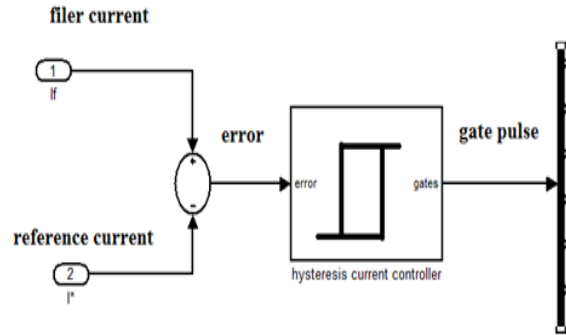 filer current
1
If
error
gate pulse
+
-
error
gates
reference current
2
I*
hysteresis current controller